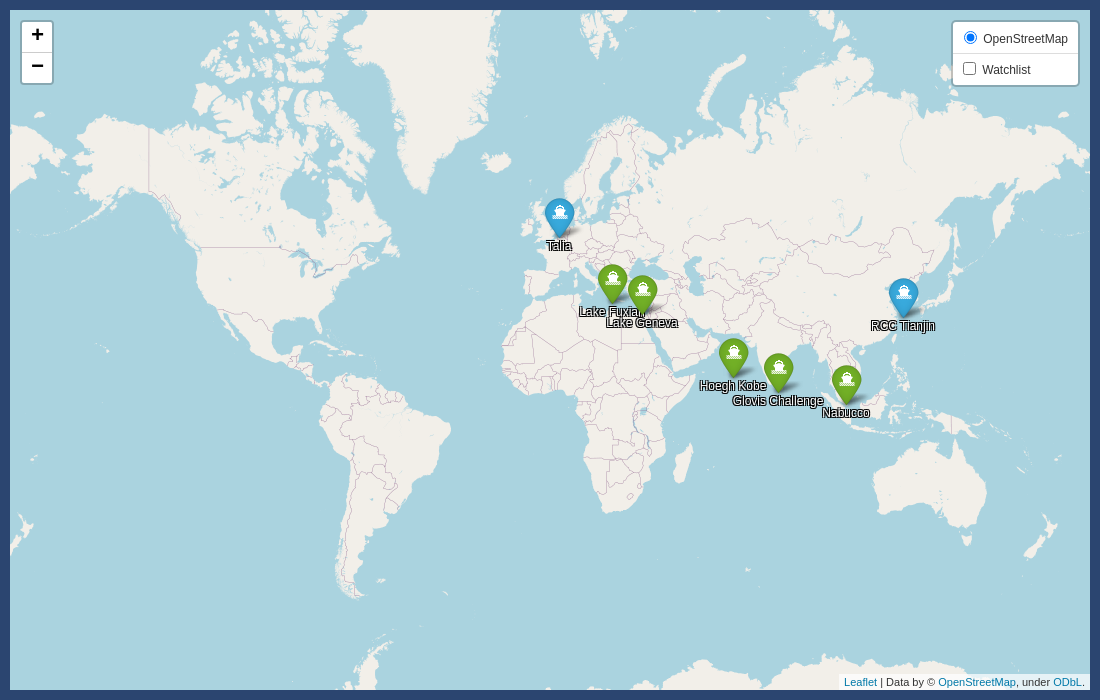 +
−
OpenStreetMap
Watchlist
Talia
Lake Fuxian
Lake Geneva
RCC Tianjin
Hoegh Kobe
Glovis Challenge
Nabucco
Leaflet | Data by © OpenStreetMap, under ODbL.